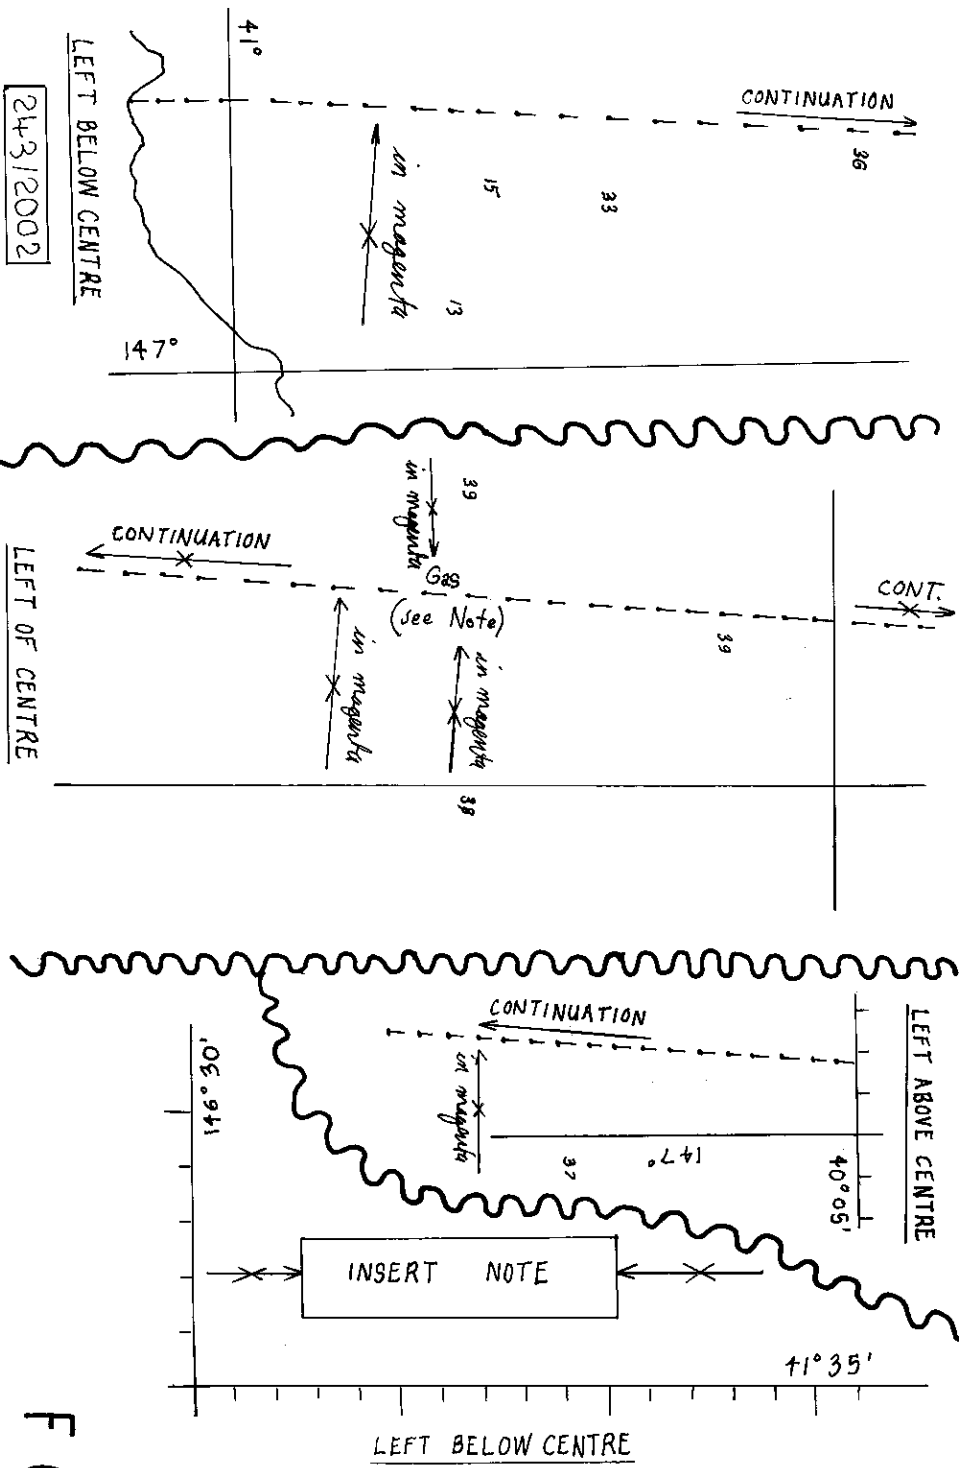 LEFT BELOW CENTRE
243/2002
41°
147°
CONTINUATION
36
33
15
13
in magenta
LEFT OF CENTRE
CONTINUATION
CONT.
39
in magenta
Gas
(see Note)
in magenta
in magenta
39
38
LEFT ABOVE CENTRE
40°05'
147°
37
CONTINUATION
in magenta
INSERT NOTE
146°30'
41°35'
LEFT BELOW CENTRE